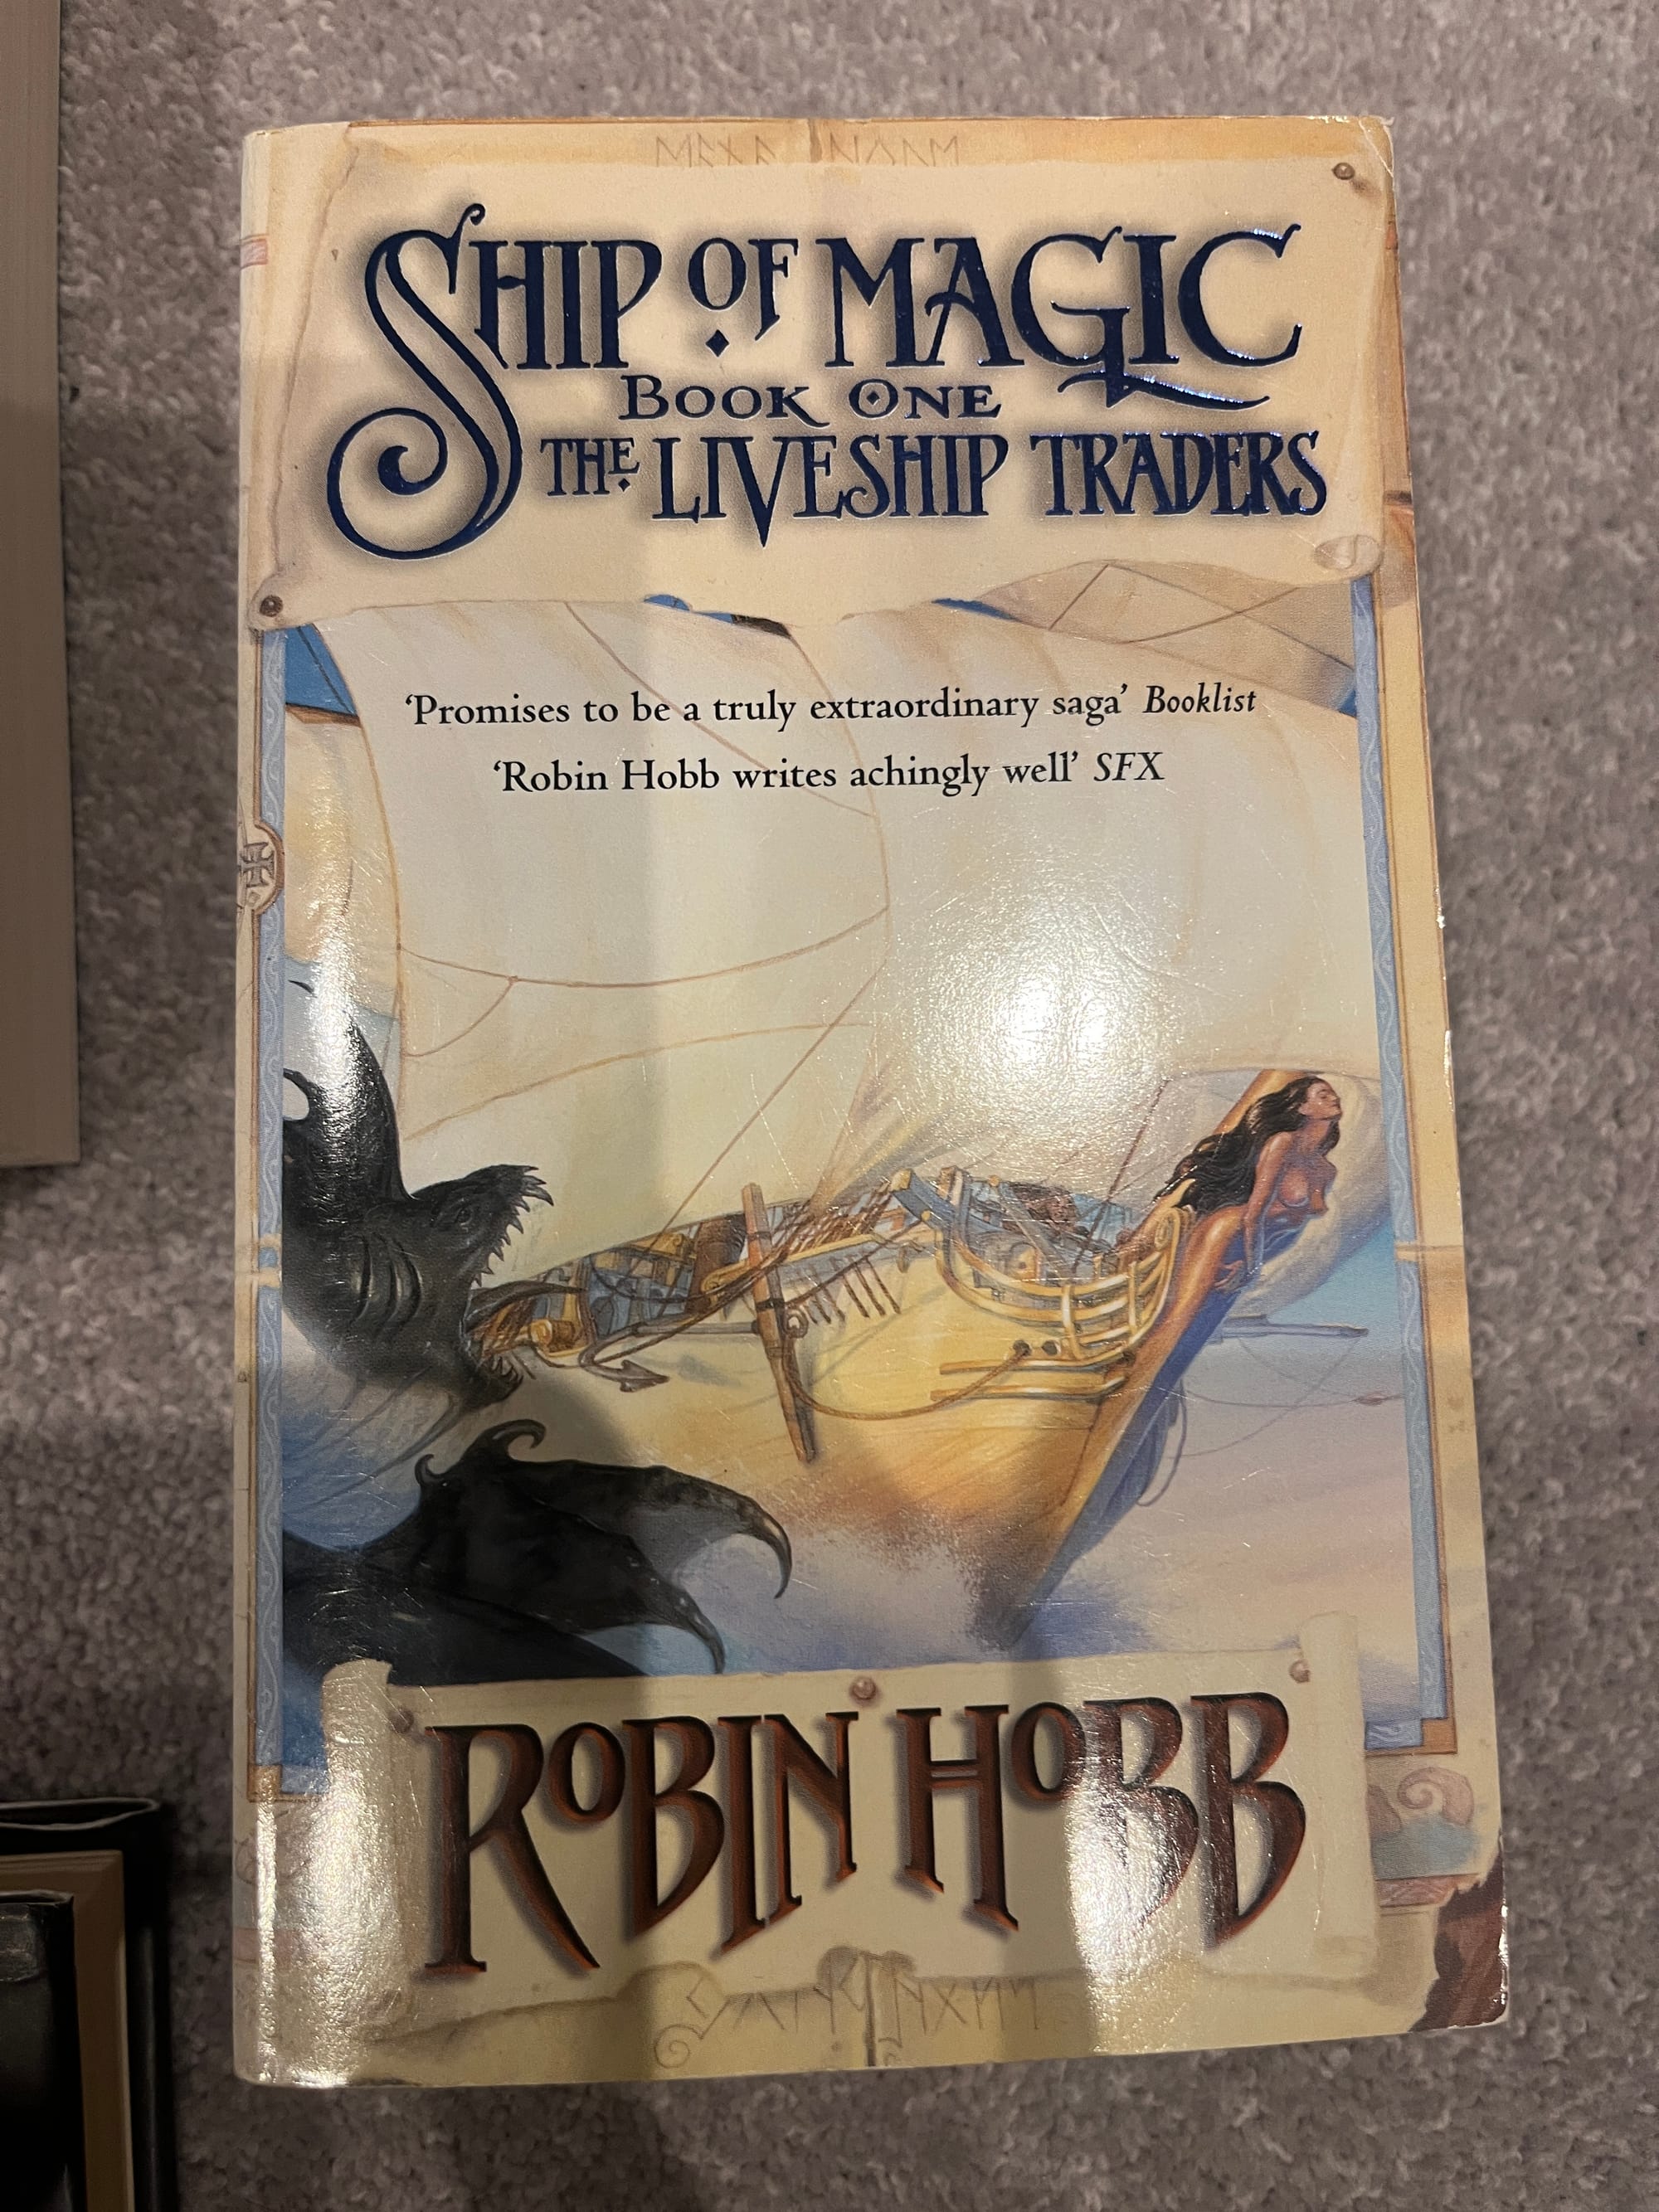 SHIP OF MAGIC
BOOK ONE
THE LIVESHIP TRADERS
‘Promises to be a truly extraordinary saga’ Booklist
‘Robin Hobb writes achingly well’ SFX
ROBIN HOBB